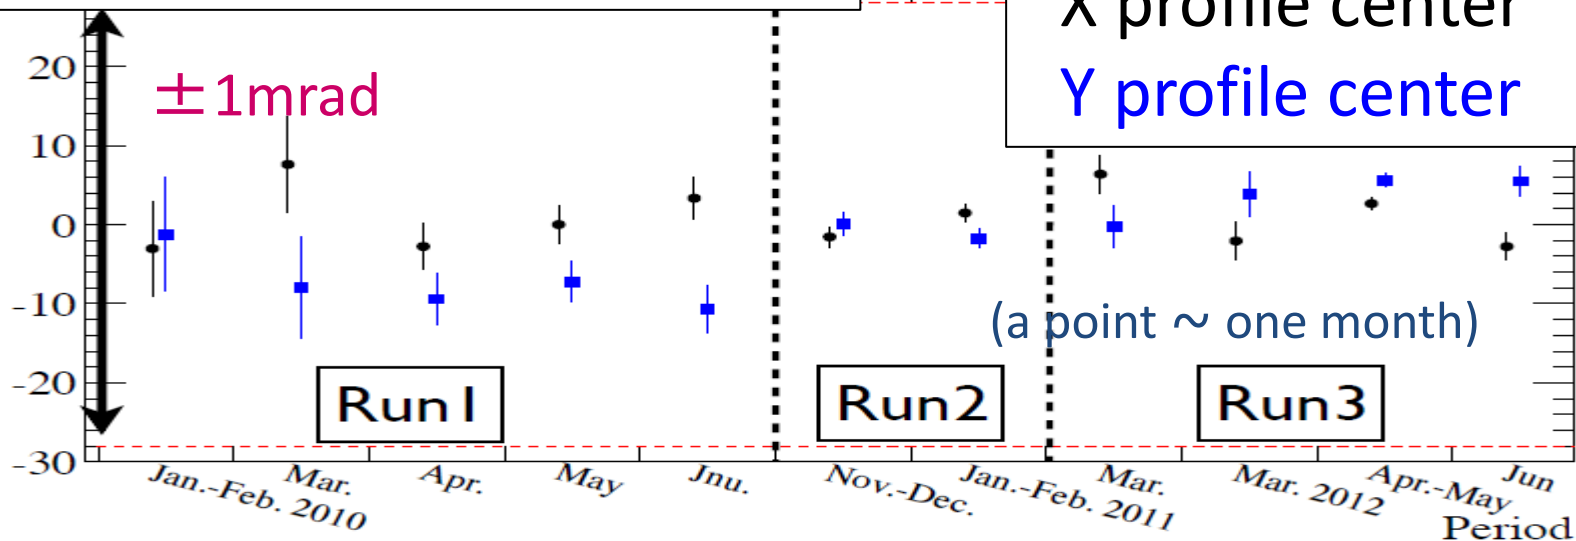 X profile center
Y profile center
±1mrad
20
10
0
-10
-20
-30
(a point ~ one month)
Run1
Run2
Run3
Jan.-Feb. 2010
Mar.
Apr.
May
Jnu.
Nov.-Dec.
Jan.-Feb. 2011
Mar.
Mar. 2012
Apr.-May
Jun
Period